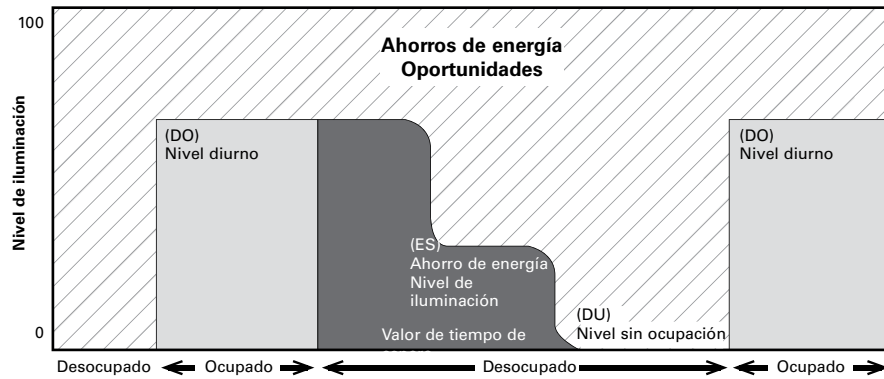 100
Nivel de iluminación
0
Ahorros de energía
Oportunidades
(DO)
Nivel diurno
(ES)
Ahorro de energía
Nivel de
iluminación
Valor de tiempo de
(DU)
Nivel sin ocupación
(DO)
Nivel diurno
Desocupado
Ocupado
Desocupado
Ocupado